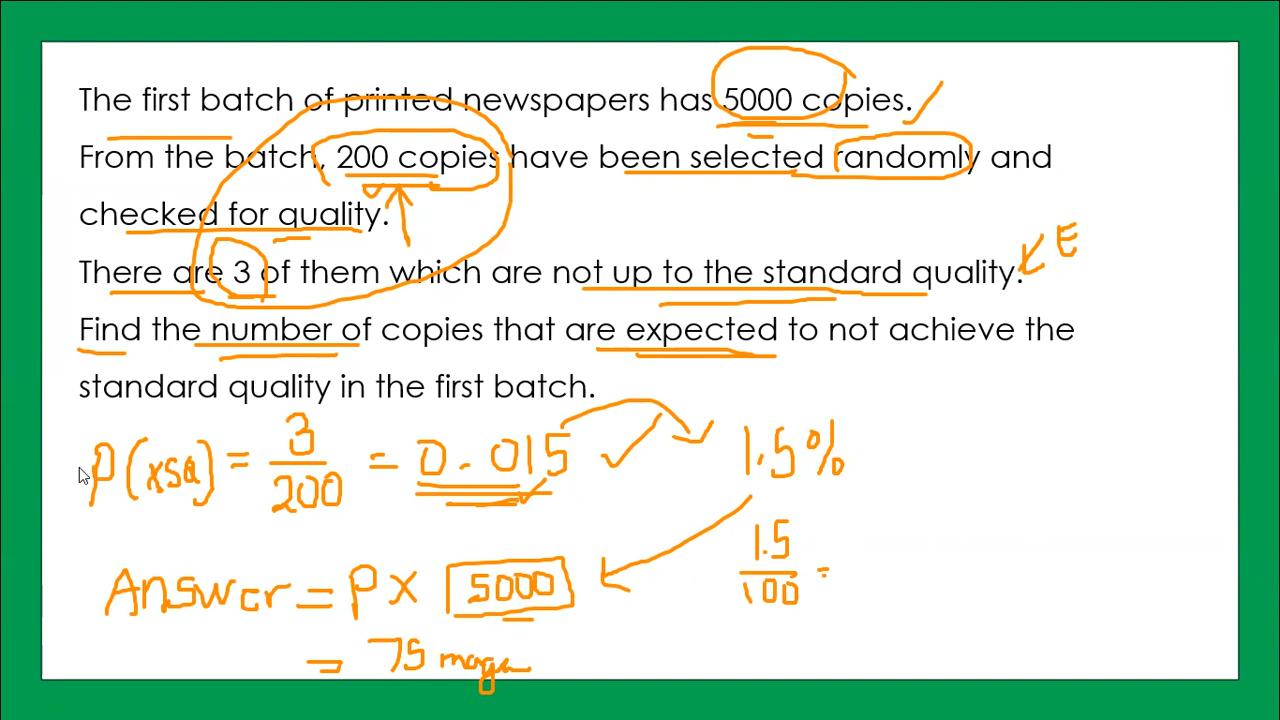 The first batch of printed newspapers has 5000 copies.
From the batch, 200 copies have been selected randomly and
checked for quality.
There are 3 of them which are not up to the standard quality.
E
Find the number of copies that are expected to not achieve the
standard quality in the first batch.
P(xSQ) = 3/200 = 0.015 1.5%
1.5/100 =
Answer = P x 5000
= 75